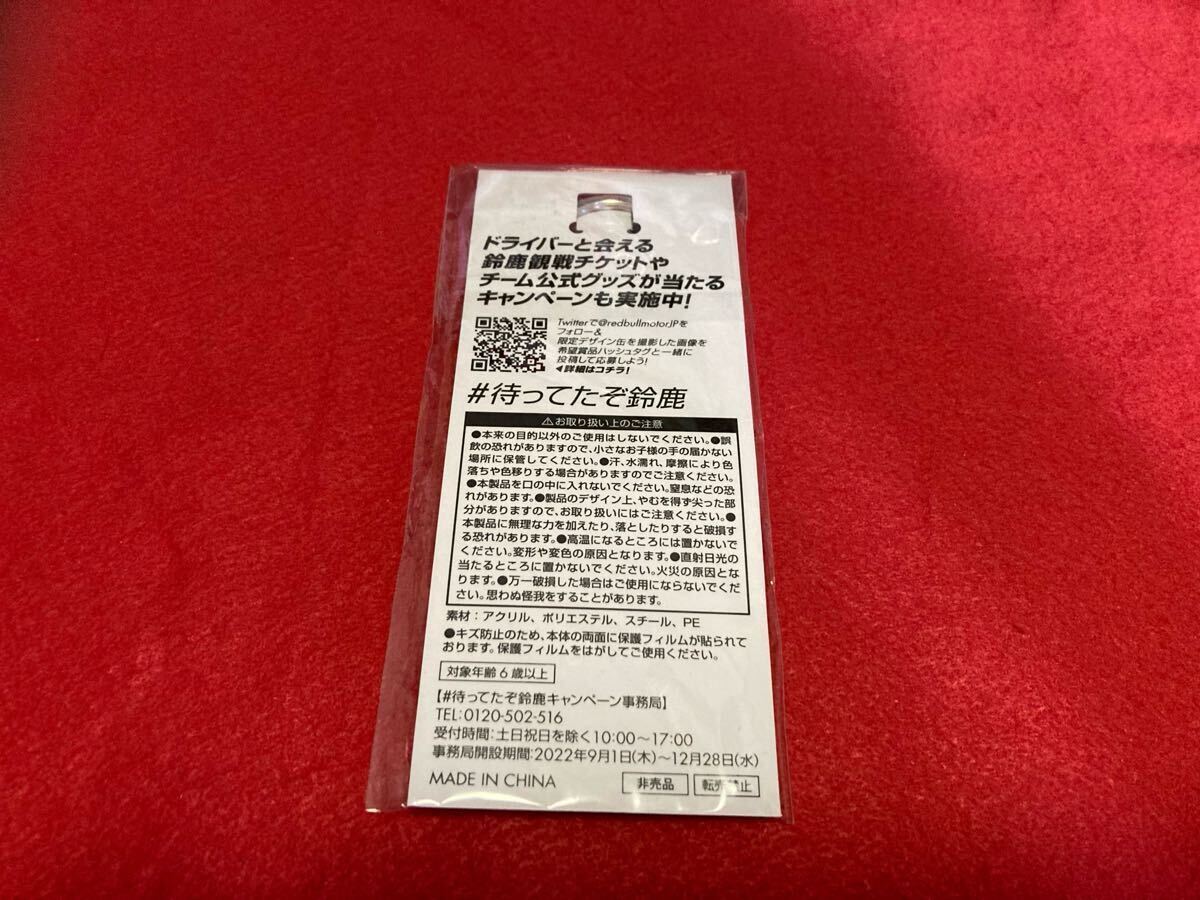 ドライバーと会える
鈴鹿観戦チケットや
チーム公式グッズが当たる
キャンペーンも実施中!
Twitterで@redbullmotorJPを
フォロー&
限定デザイン缶を撮影した画像を
希望賞品ハッシュタグと一緒に
投稿して応募しよう!
◀詳細はコチラ!
#待ってたぞ鈴鹿
⚠お取り扱い上のご注意
●本来の目的以外のご使用はしないでください。●誤
飲の恐れがありますので、小さなお子様の手の届かない
場所に保管してください。●汗、水濡れ、摩擦により色
落ちや色移りする場合がありますのでご注意ください。
●本製品を口の中に入れないでください。窒息などの恐
れがあります。●製品のデザイン上、やむを得ず尖った部
分がありますので、お取り扱いにはご注意ください。●
本製品に無理な力を加えたり、落としたりすると破損す
る恐れがあります。●高温になるところには置かないで
ください。変形や変色の原因となります。●直射日光の
当たるところに置かないでください。火災の原因とな
ります。●万一破損した場合はご使用にならないでくだ
さい。思わぬ怪我をすることがあります。
素材:アクリル、ポリエステル、スチール、PE
●キズ防止のため、本体の両面に保護フィルムが貼られて
おります。保護フィルムをはがしてご使用ください。
対象年齢6歳以上
【#待ってたぞ鈴鹿キャンペーン事務局】
TEL:0120-502-516
受付時間:土日祝日を除く10:00〜17:00
事務局開設期間:2022年9月1日(木)〜12月28日(水)
MADE IN CHINA 非売品 転売禁止